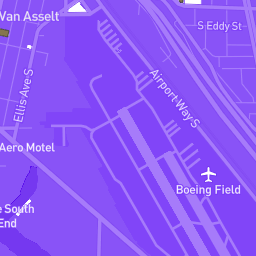 Van Asselt
S Eddy St
Ellis Ave S
Airport Way S
Aero Motel
Boeing Field
e South
End